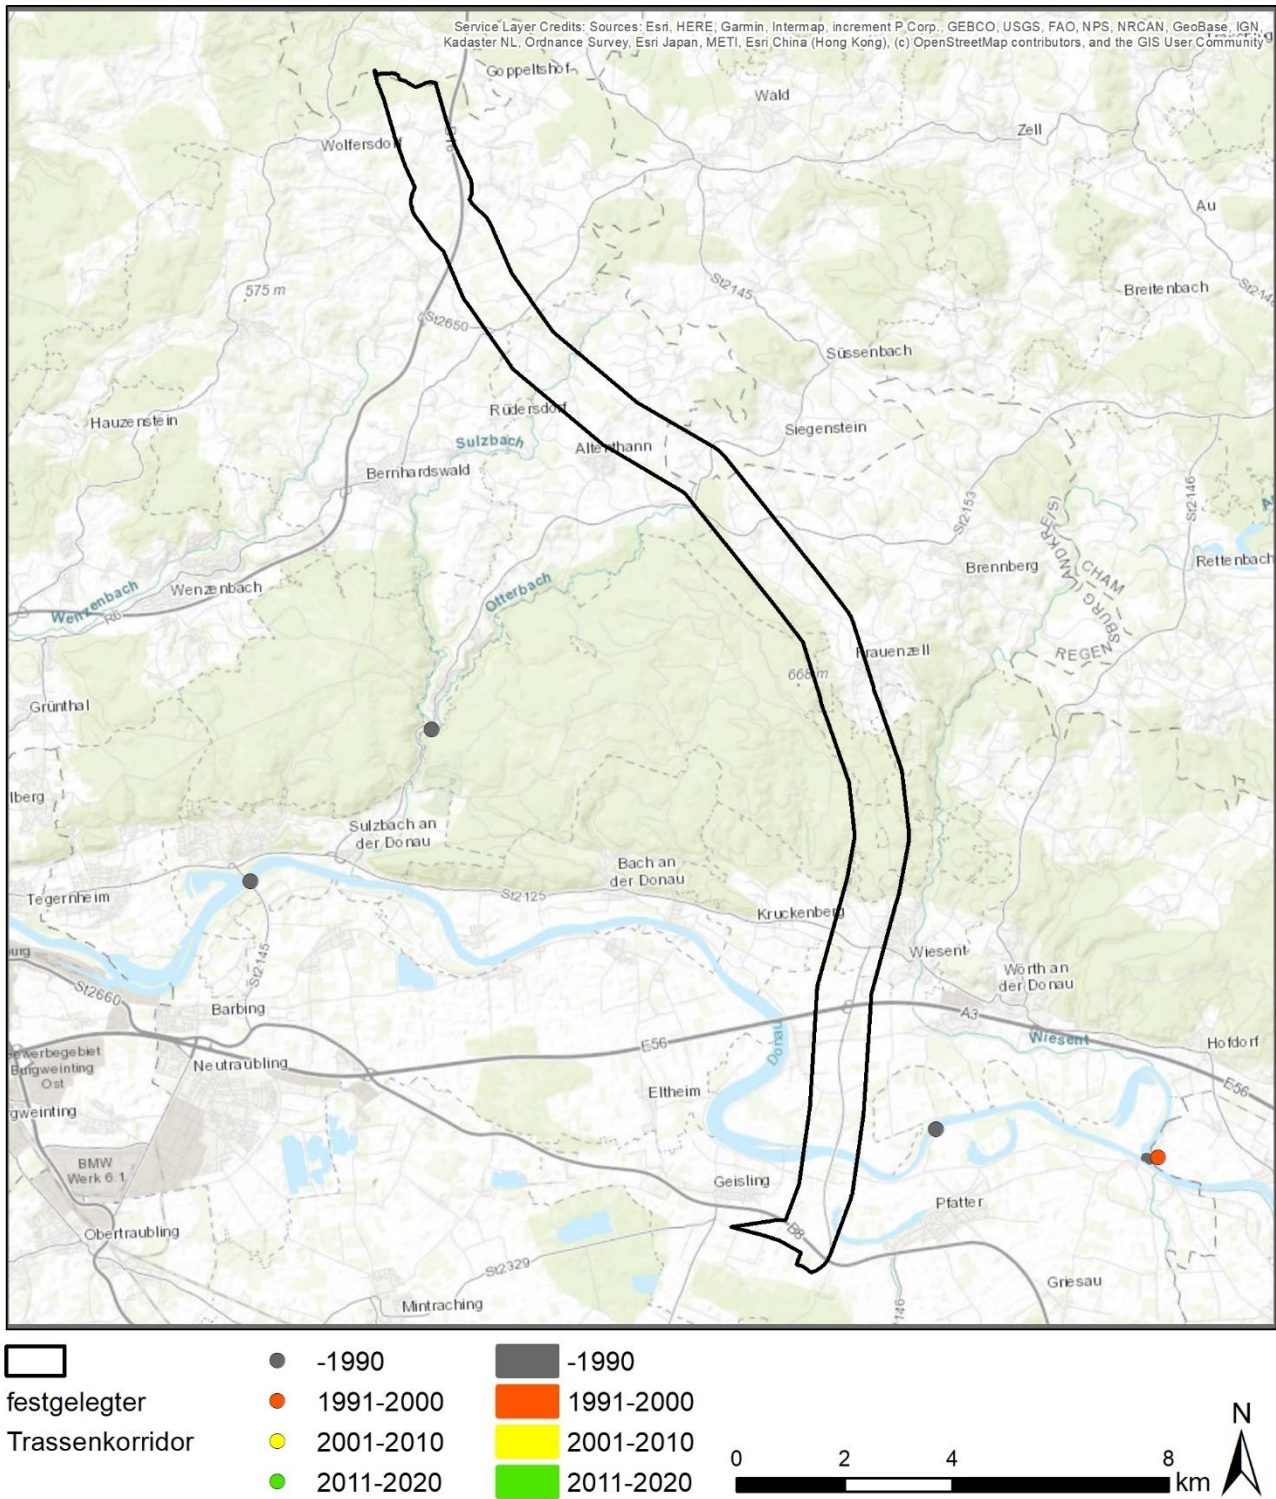 Service Layer Credits: Sources: Esri, HERE, Garmin, Intermap, increment P Corp., GEBCO, USGS, FAO, NPS, NRCAN, GeoBase, IGN,
Kadaster NL, Ordnance Survey, Esri Japan, METI, Esri China (Hong Kong), (c) OpenStreetMap contributors, and the GIS User Community
Goppeltshof
Wald
Zell
Wolfersdorf
Au
575 m
St2145
Breitenbach
St2650
Süssenbach
Rüdersdorf
Hauzenstein
Siegenstein
Sulzbach
Altenthann
Bernhardswald
St2146
St2153
Brennberg
Rettenbach
Wenzenbach
Wenzenbach
Otterbach
CHAM
R6
Frauenzell
668 m
Grünthal
Sulzbach an
der Donau
Bach an
der Donau
Tegernheim
St2125
Kruckenberg
Wiesent
St2145
Wörth an
der Donau
St2660
Barbing
A3
E56
Donau
Wiesent
Hofdorf
Burgweinting
Ost
Neutraubling
Eltheim
E56
BMW
Werk 6.1
Geisling
Pfatter
B8
Obertraubling
St2329
Griesau
Mintraching
festgelegter
Trassenkorridor
-1990
1991-2000
2001-2010
2011-2020
-1990
1991-2000
2001-2010
2011-2020
0 2 4 8
km
N